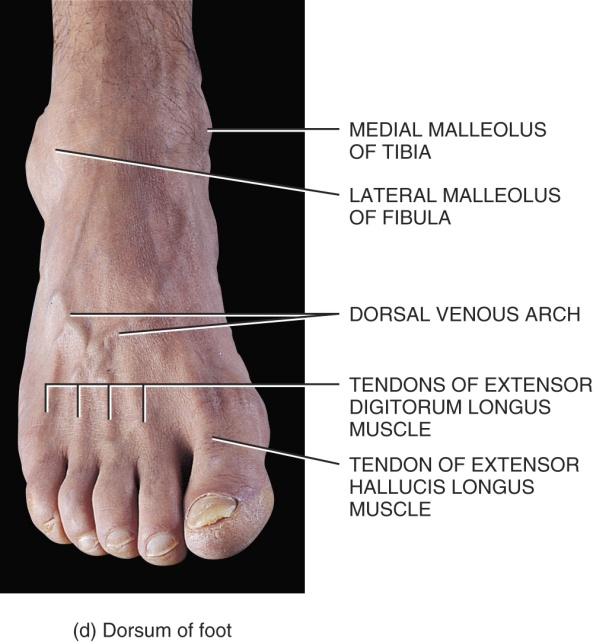 MEDIAL MALLEOLUS
OF TIBIA
LATERAL MALLEOLUS
OF FIBULA
DORSAL VENOUS ARCH
TENDONS OF EXTENSOR
DIGITORUM LONGUS
MUSCLE
TENDON OF EXTENSOR
HALLUCIS LONGUS
MUSCLE
(d) Dorsum of foot